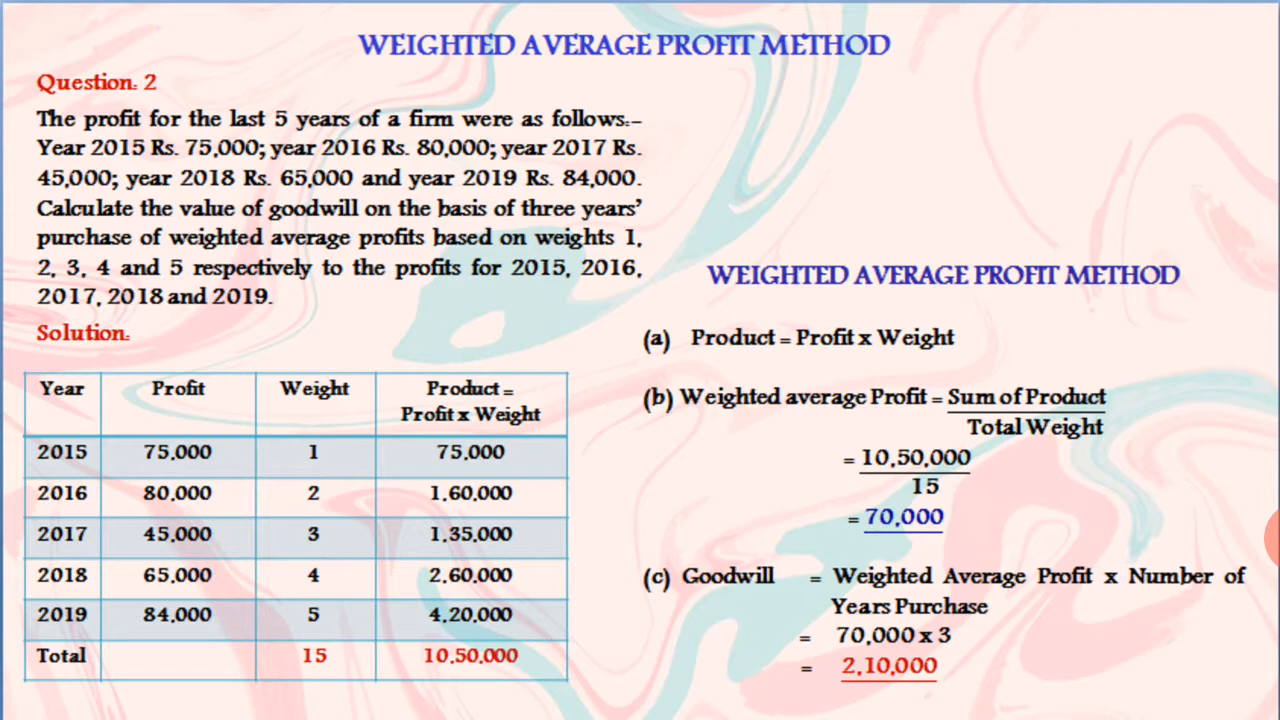 WEIGHTED AVERAGE PROFIT METHOD
Question: 2
The profit for the last 5 years of a firm were as follows:-
Year 2015 Rs. 75,000; year 2016 Rs. 80,000; year 2017 Rs.
45,000; year 2018 Rs. 65,000 and year 2019 Rs. 84,000.
Calculate the value of goodwill on the basis of three years’
purchase of weighted average profits based on weights 1,
2, 3, 4 and 5 respectively to the profits for 2015, 2016,
2017, 2018 and 2019.
Solution:
Year Profit Weight Product =
Profit x Weight
2015 75,000 1 75,000
2016 80,000 2 1,60,000
2017 45,000 3 1,35,000
2018 65,000 4 2,60,000
2019 84,000 5 4,20,000
Total 15 10,50,000
WEIGHTED AVERAGE PROFIT METHOD
(a) Product = Profit x Weight
(b) Weighted average Profit = Sum of Product
Total Weight
= 10,50,000
15
= 70,000
(c) Goodwill = Weighted Average Profit x Number of
Years Purchase
= 70,000 x 3
= 2,10,000